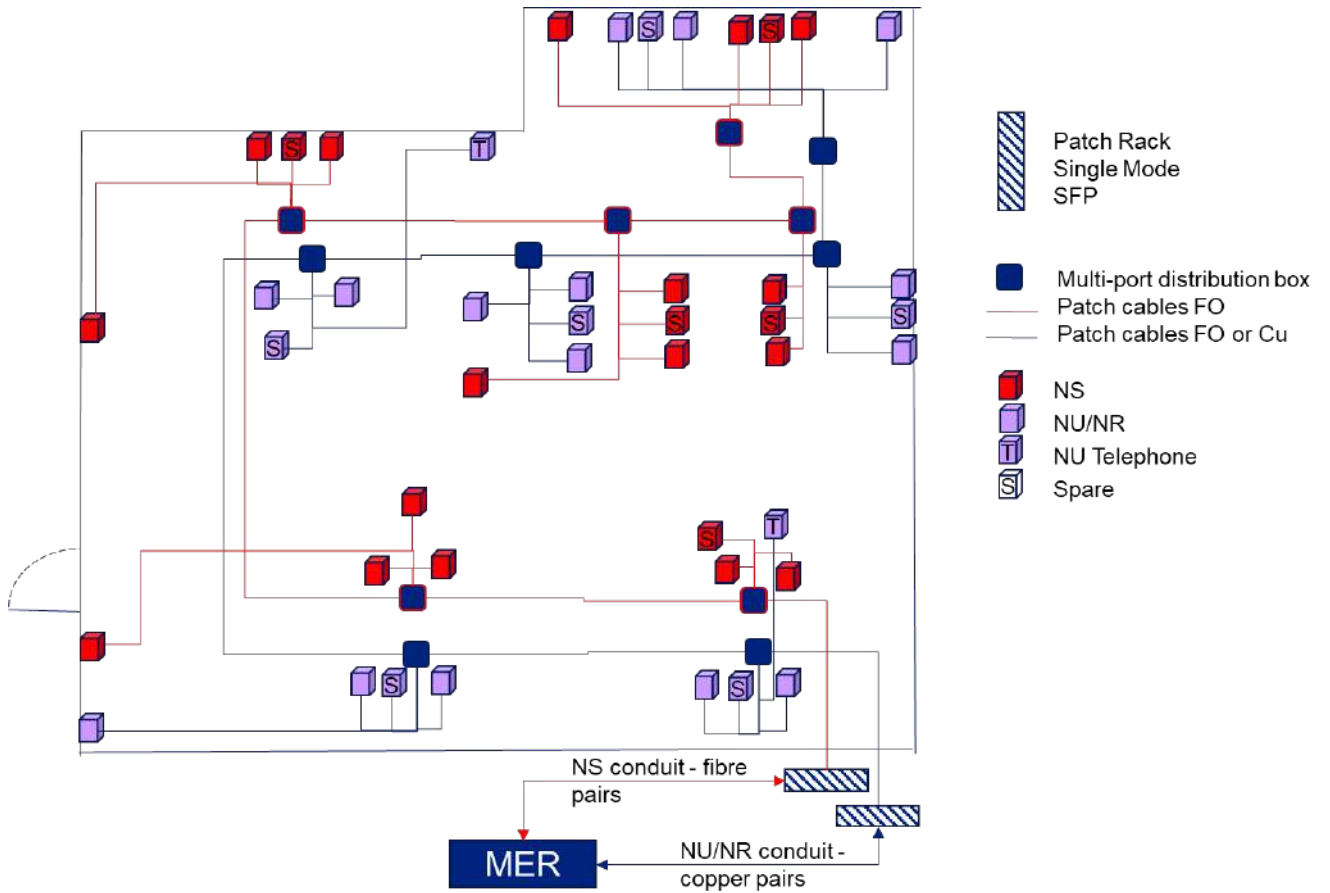 S
S
S
T
Patch Rack
Single Mode
SFP
Multi-port distribution box
Patch cables FO
Patch cables FO or Cu
S
S
S
S
S
NS
NU/NR
T
NU Telephone
S
Spare
S
T
S
S
NS conduit - fibre
pairs
MER
NU/NR conduit -
copper pairs